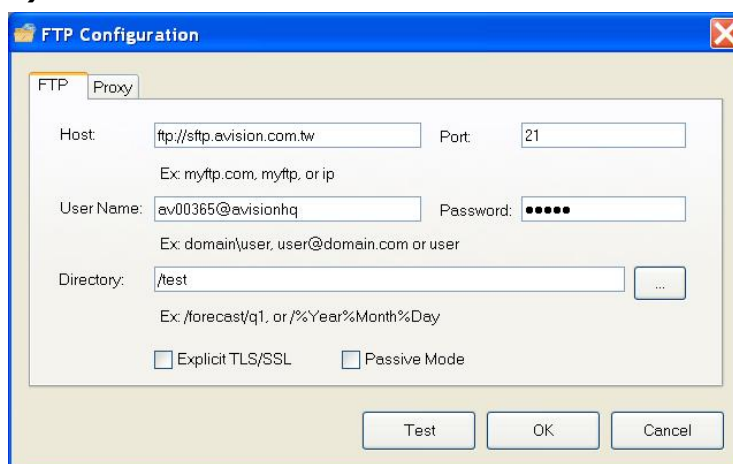 FTP Configuration
FTP Proxy
Host: ftp://sftp.avision.com.tw Port: 21
Ex: myftp.com, myftp, or ip
User Name: av00365@avisionhq Password: •••••
Ex: domain\user, user@domain.com or user
Directory: /test ...
Ex: /forecast/q1, or /%Year%Month%Day
Explicit TLS/SSL Passive Mode
Test OK Cancel